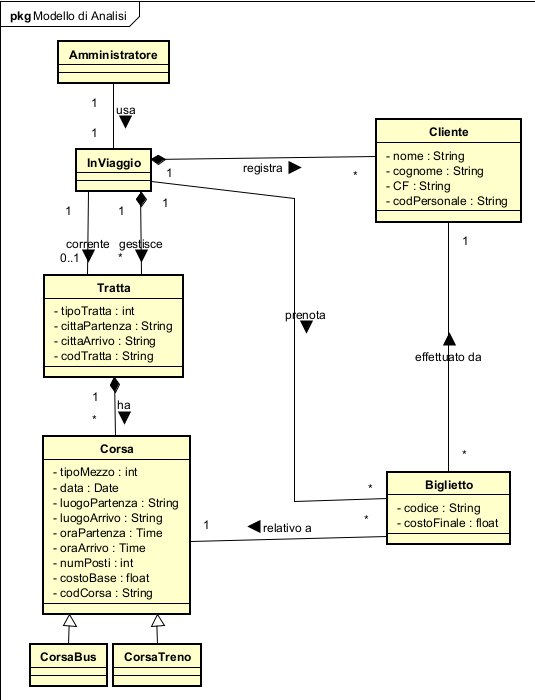 pkg Modello di Analisi
Amministratore
1
usa
1
InViaggio
1
registra
*
Cliente
- nome : String
- cognome : String
- CF : String
- codPersonale : String
1
1
1
1
corrente
gestisce
0..1
*
Tratta
- tipoTratta : int
- cittaPartenza : String
- cittaArrivo : String
- codTratta : String
prenota
effettuato da
1
ha
*
Corsa
- tipoMezzo : int
- data : Date
- luogoPartenza : String
- luogoArrivo : String
- oraPartenza : Time
- oraArrivo : Time
- numPosti : int
- costoBase : float
- codCorsa : String
*
*
Biglietto
- codice : String
- costoFinale : float
*
1
relativo a
CorsaBus
CorsaTreno